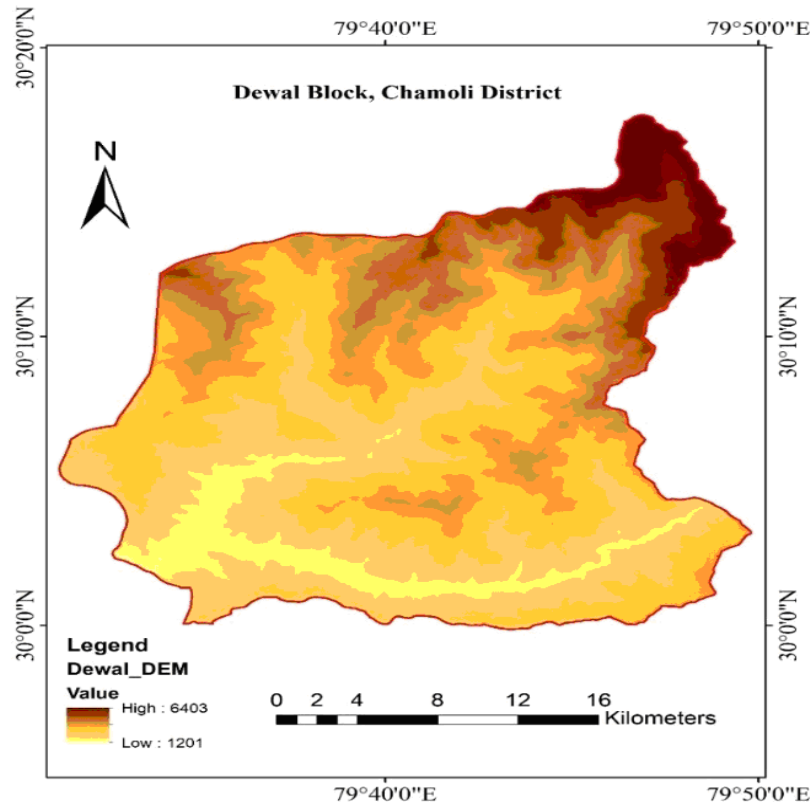 79°40'0"E 79°50'0"E
30°20'0"N
Dewal Block, Chamoli District
N
30°10'0"N 30°10'0"N
30°0'0"N 30°0'0"N
Legend
Dewal_DEM
Value
High : 6403
Low : 1201
0 2 4 8 12 16
Kilometers
79°40'0"E 79°50'0"E